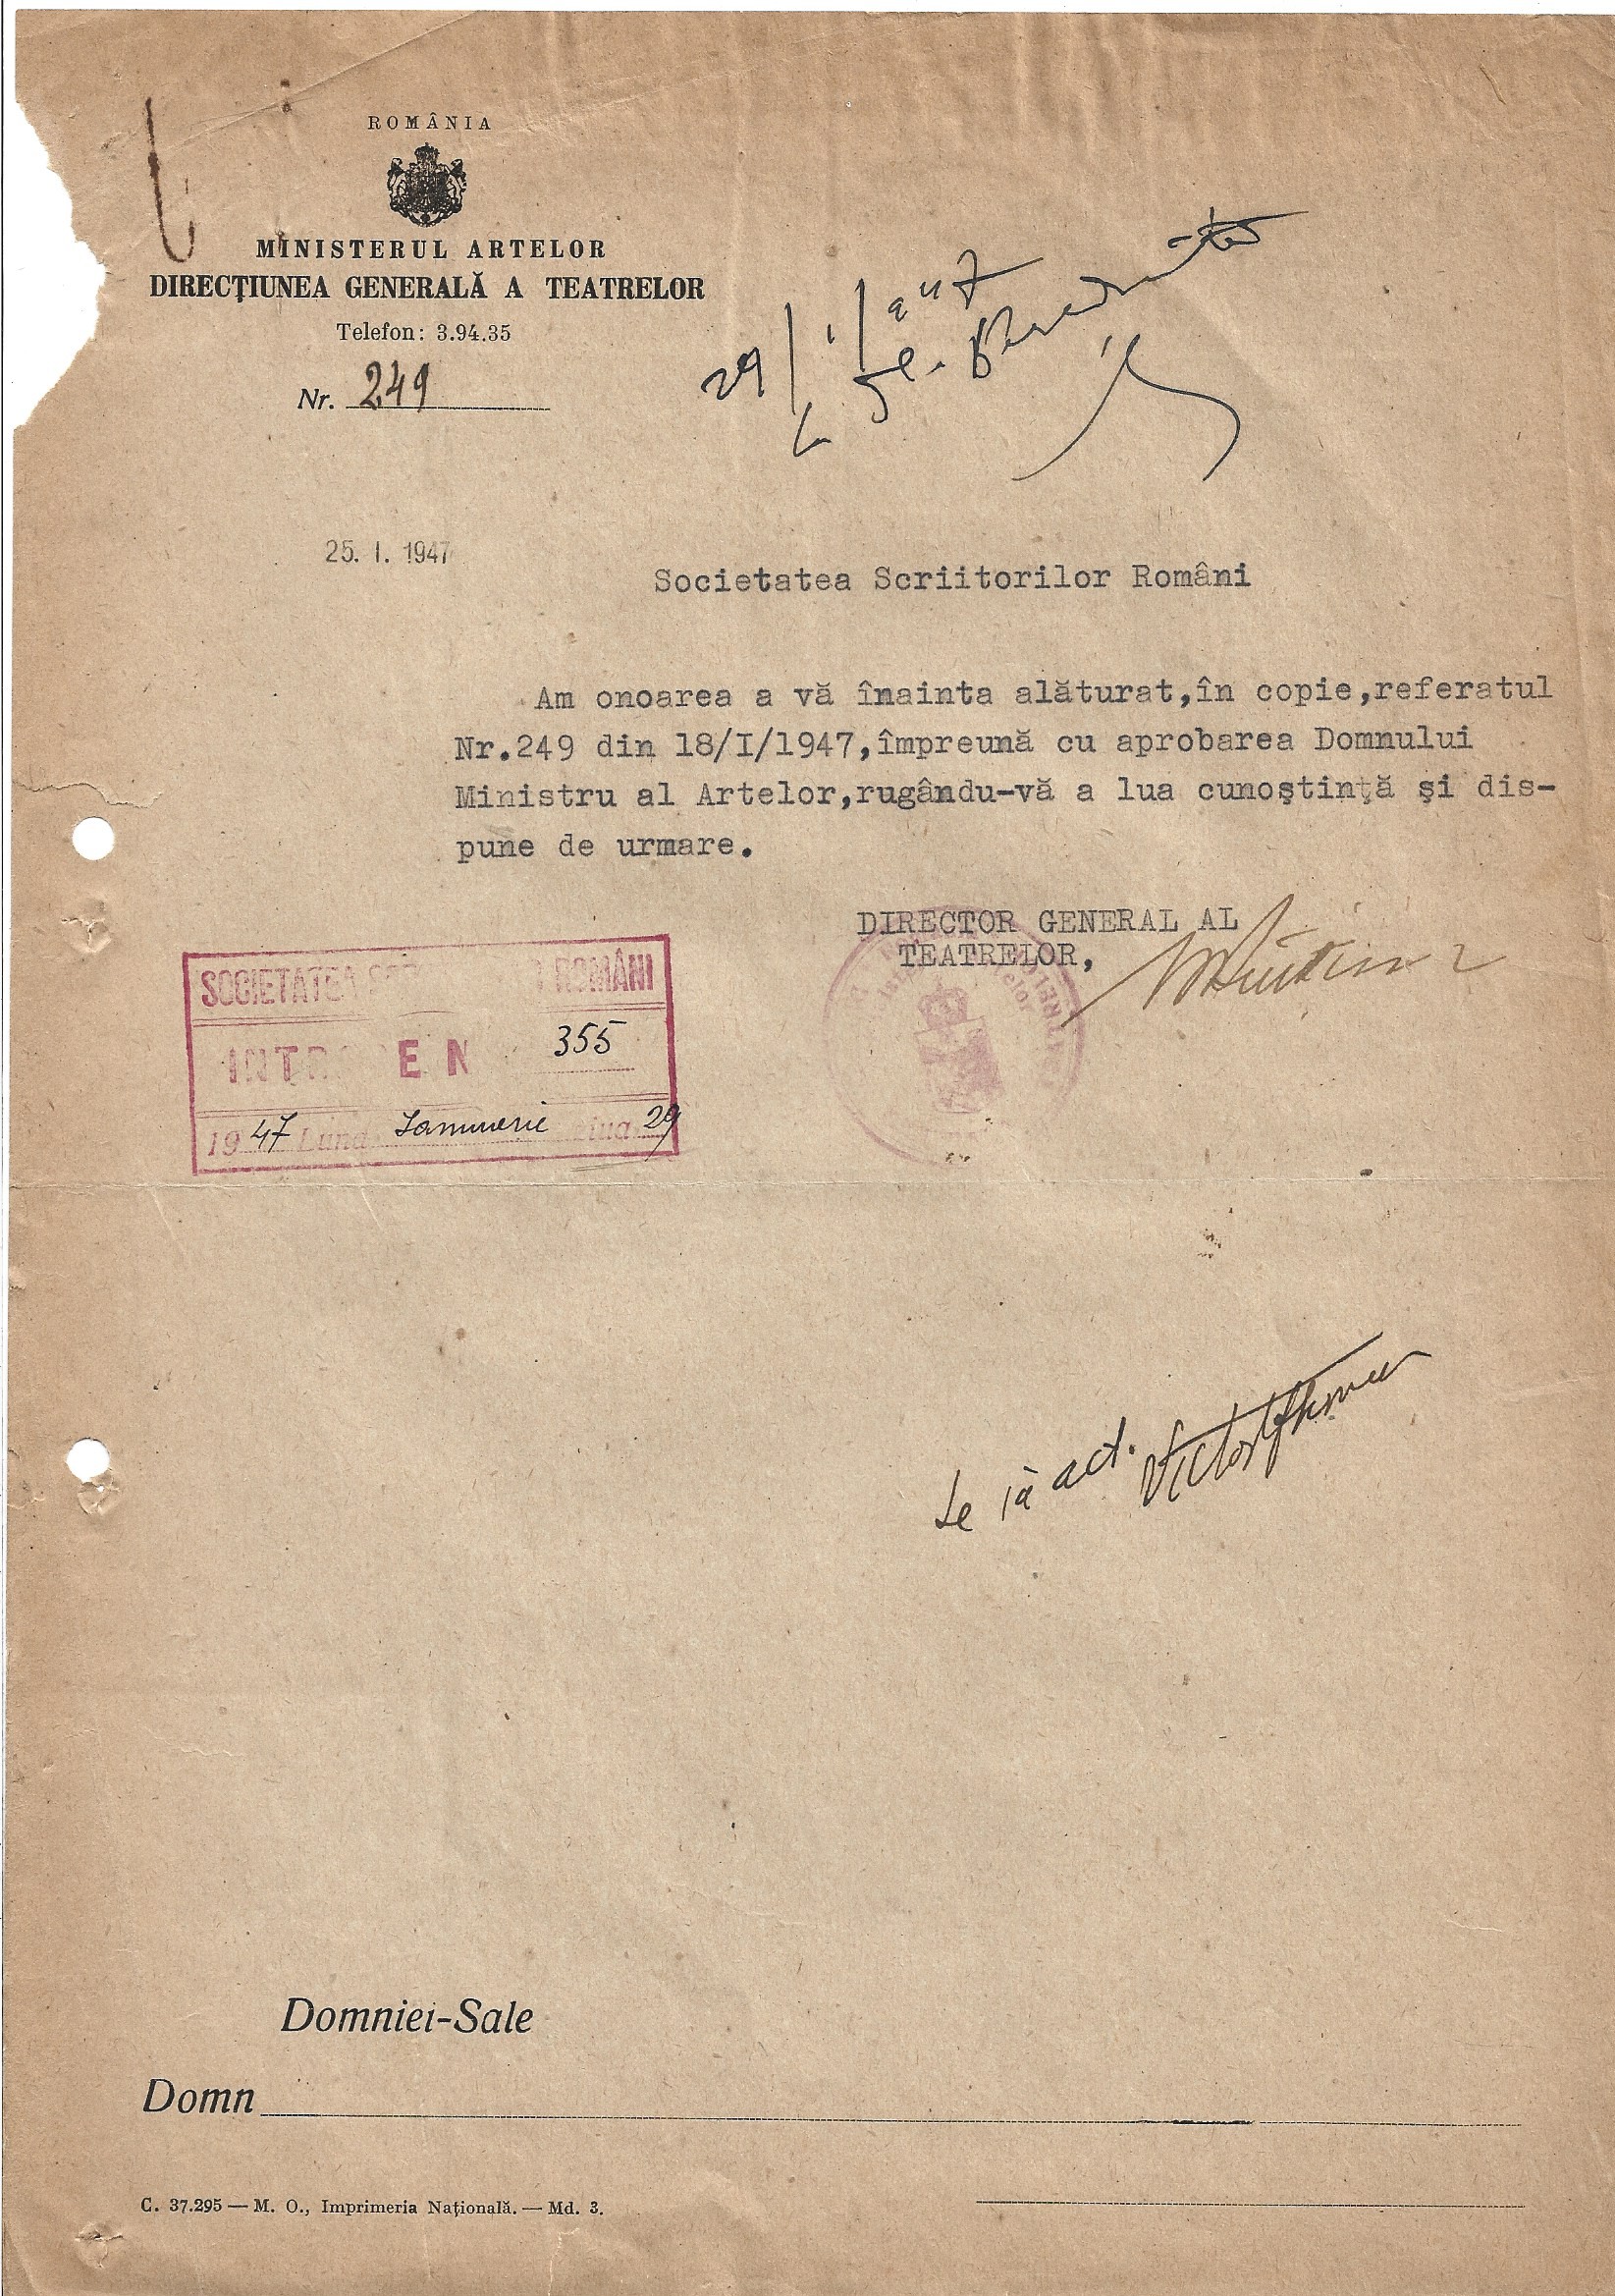 ROMÂNIA
MINISTERUL ARTELOR
DIRECŢIUNEA GENERALĂ A TEATRELOR
Telefon: 3.94.35
Nr. 249
29/I/947
25. I. 1947
Societatea Scriitorilor Români
Am onoarea a vă înainta alăturat,în copie,referatul
Nr.249 din 18/I/1947,împreună cu aprobarea Domnului
Ministru al Artelor,rugându-vă a lua cunoştinţă şi dis-
pune de urmare.
DIRECTOR GENERAL AL
TEATRELOR,
SOCIETATEA ROMÂNI
355
1947 Luna Ianuarie Ziua 29
Se ia act.
Domniei-Sale
Domn
C. 37.295 — M. O., Imprimeria Naţională. — Md. 3.